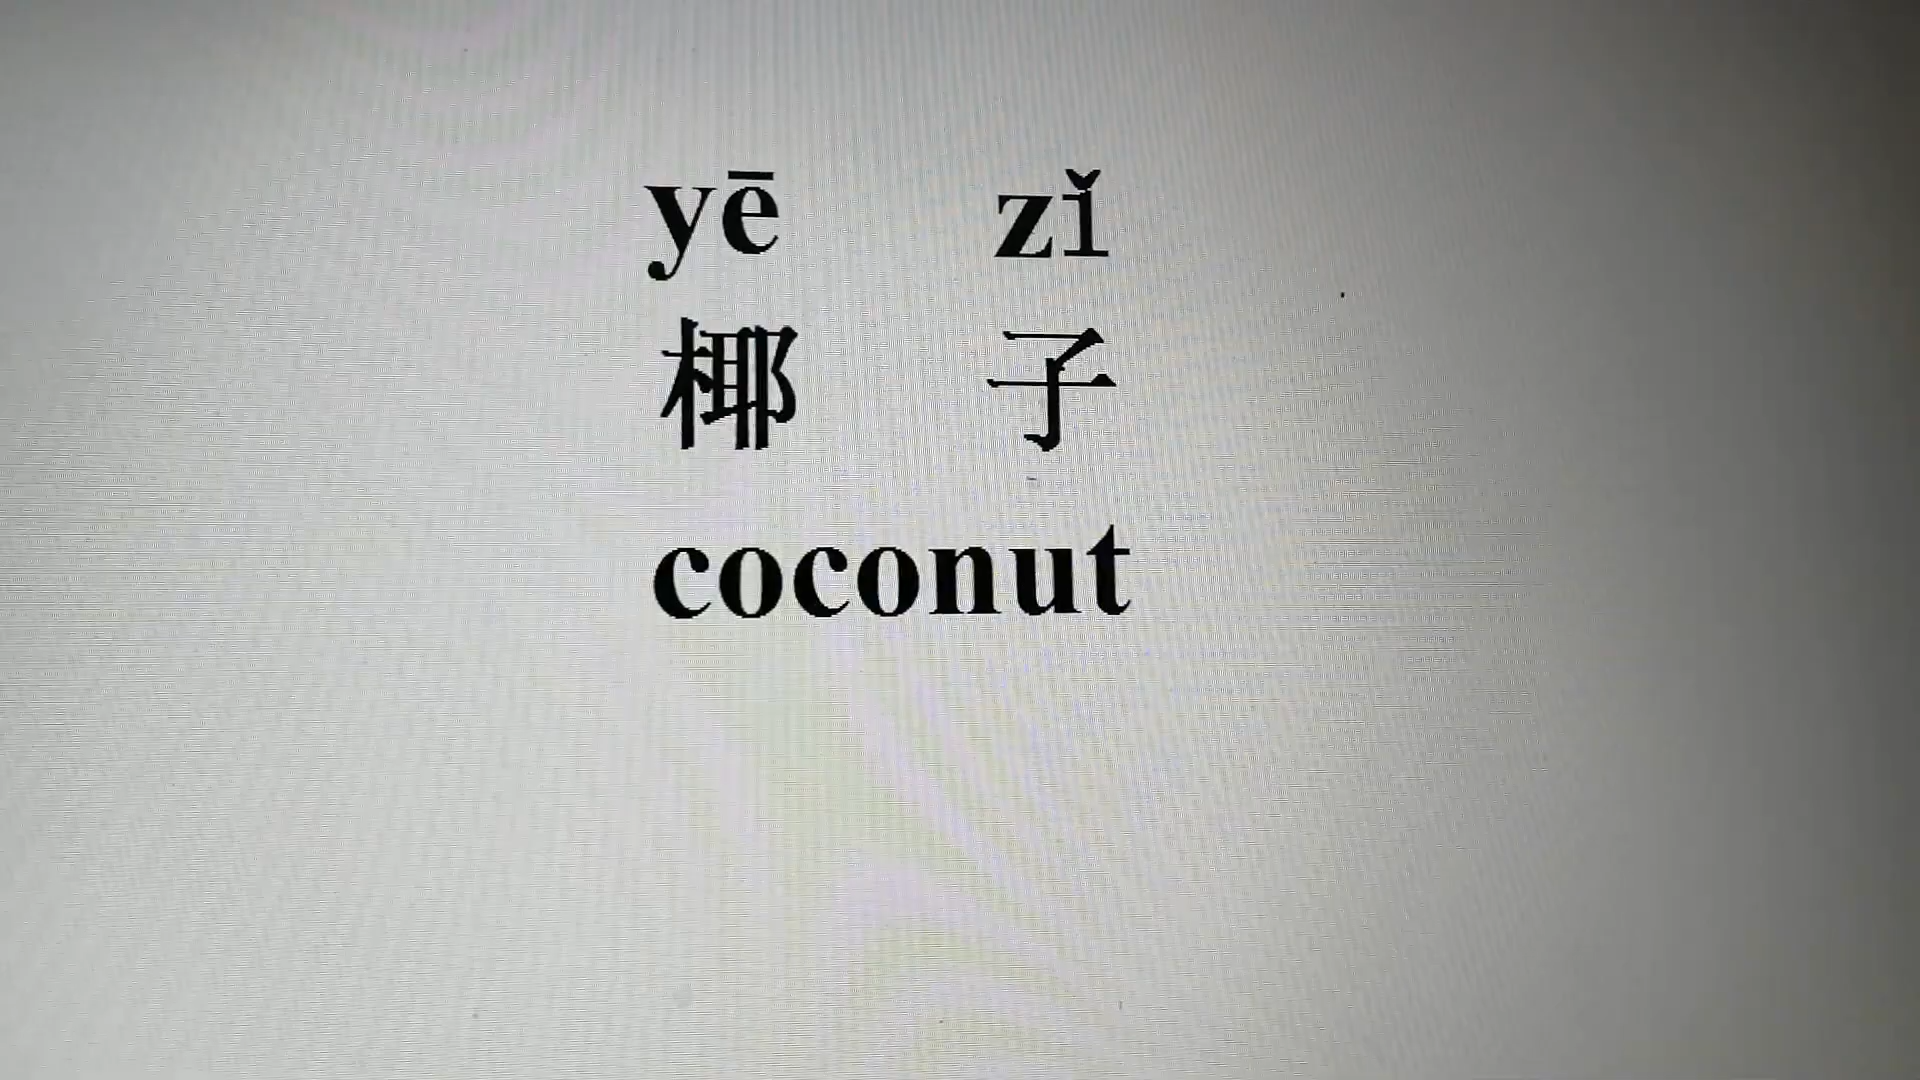 yē zǐ
椰 子
coconut